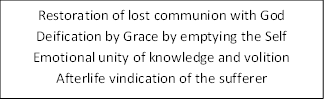 Restoration of lost communion with God
Deification by Grace by emptying the Self
Emotional unity of knowledge and volition
Afterlife vindication of the sufferer